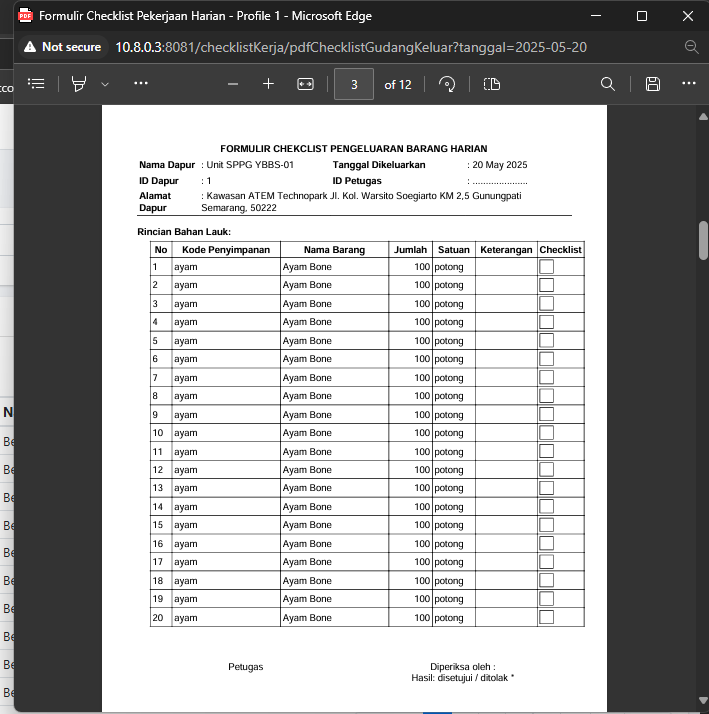 Formulir Checklist Pekerjaan Harian - Profile 1 - Microsoft Edge
Not secure 10.8.0.3:8081/checklistKerja/pdfChecklistGudangKeluar?tanggal=2025-05-20
3 of 12
FORMULIR CHEKCLIST PENGELUARAN BARANG HARIAN
Nama Dapur : Unit SPPG YBBS-01 Tanggal Dikeluarkan : 20 May 2025
ID Dapur : 1 ID Petugas : .....................
Alamat Dapur : Kawasan ATEM Technopark Jl. Kol. Warsito Soegiarto KM 2,5 Gunungpati
Semarang, 50222
Rincian Bahan Lauk:
No Kode Penyimpanan Nama Barang Jumlah Satuan Keterangan Checklist
1 ayam Ayam Bone 100 potong
2 ayam Ayam Bone 100 potong
3 ayam Ayam Bone 100 potong
4 ayam Ayam Bone 100 potong
5 ayam Ayam Bone 100 potong
6 ayam Ayam Bone 100 potong
7 ayam Ayam Bone 100 potong
8 ayam Ayam Bone 100 potong
9 ayam Ayam Bone 100 potong
10 ayam Ayam Bone 100 potong
11 ayam Ayam Bone 100 potong
12 ayam Ayam Bone 100 potong
13 ayam Ayam Bone 100 potong
14 ayam Ayam Bone 100 potong
15 ayam Ayam Bone 100 potong
16 ayam Ayam Bone 100 potong
17 ayam Ayam Bone 100 potong
18 ayam Ayam Bone 100 potong
19 ayam Ayam Bone 100 potong
20 ayam Ayam Bone 100 potong
Petugas Diperiksa oleh :
Hasil: disetujui / ditolak *